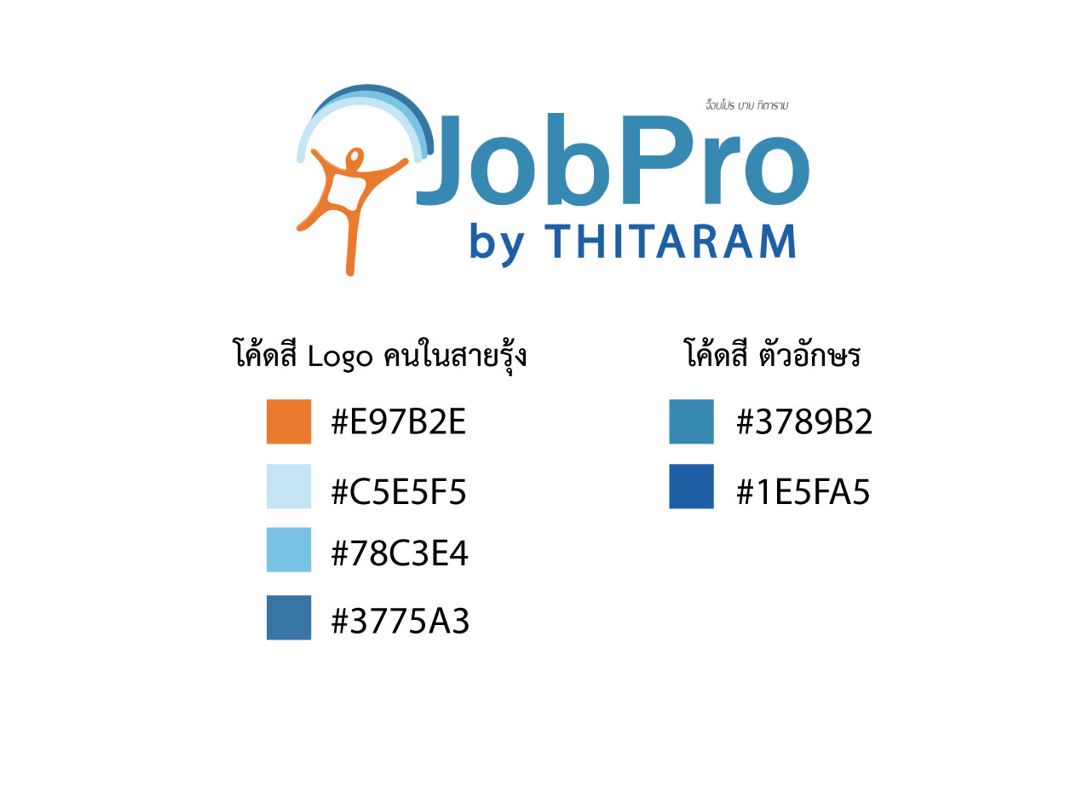 จ็อบโปร บาย ทิตาราม
JobPro
by THITARAM
โค้ดสี Logo คนในสายรุ้ง
#E97B2E
#C5E5F5
#78C3E4
#3775A3
โค้ดสี ตัวอักษร
#3789B2
#1E5FA5